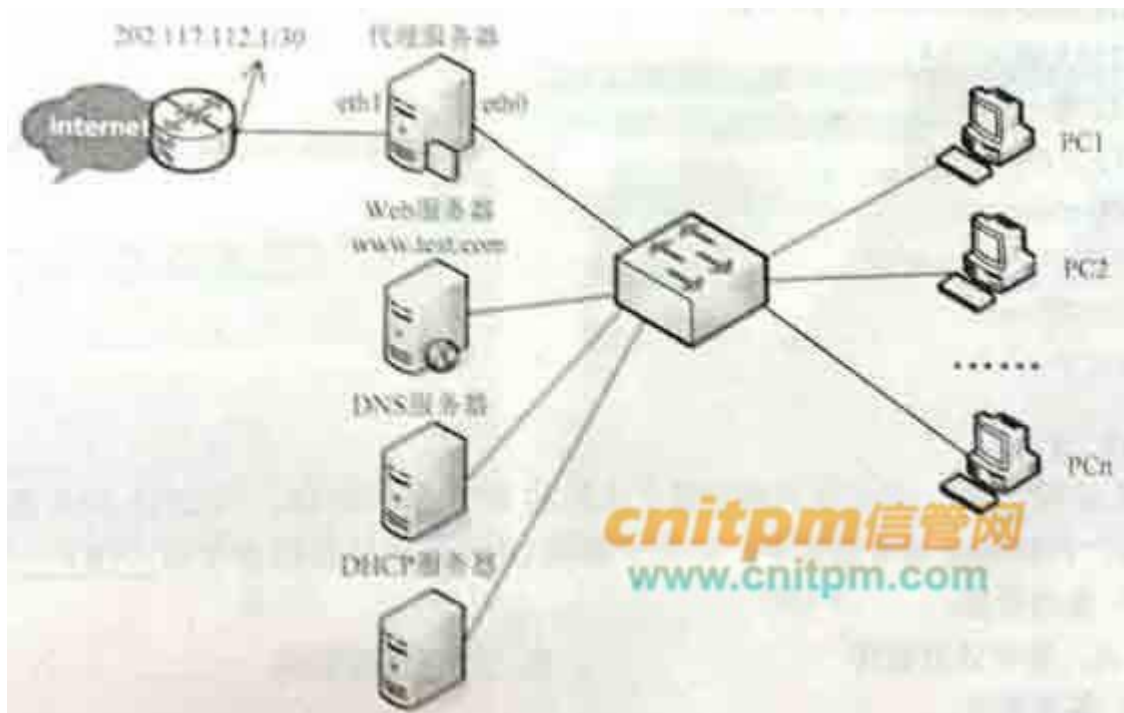 202.117.112.1/30
代理服务器
internet
eth1
eth0
PC1
Web服务器
www.test.com
PC2
DNS服务器
......
PCn
cnitpm信管网
www.cnitpm.com
DHCP服务器